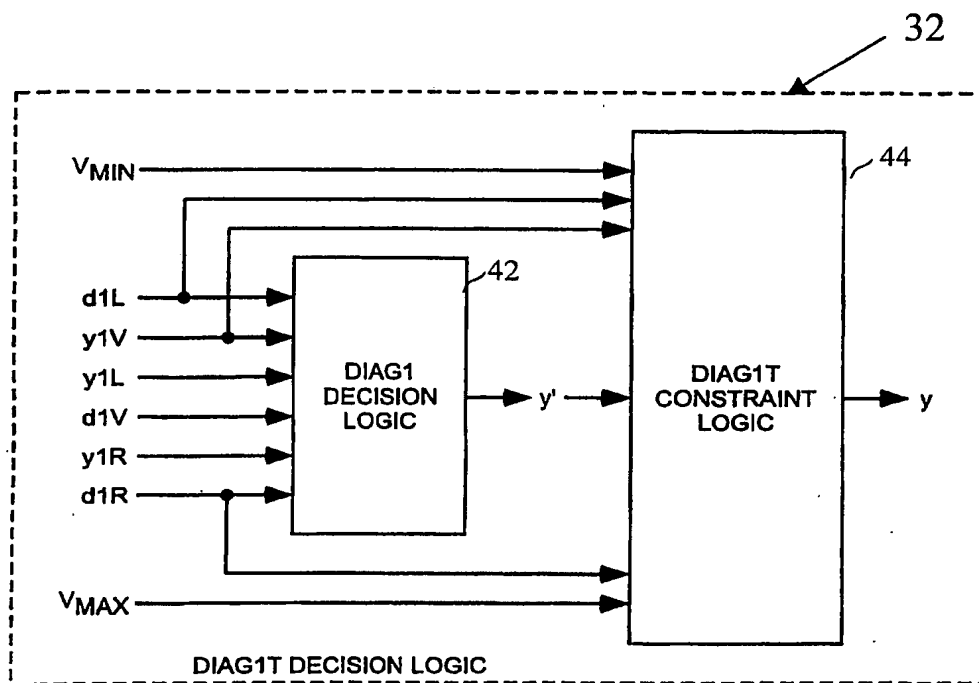 32
VMIN
44
d1L
42
y1V
y1L
DIAG1
DECISION
LOGIC
y'
DIAG1T
CONSTRAINT
LOGIC
y
d1V
y1R
d1R
VMAX
DIAG1T DECISION LOGIC